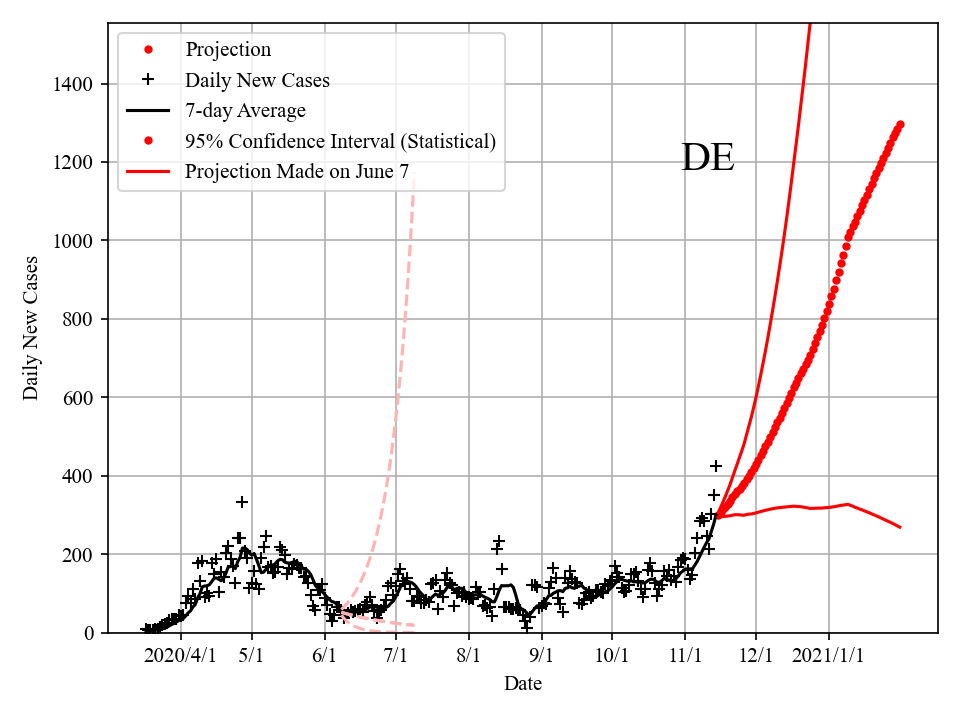 Projection
Daily New Cases
7-day Average
95% Confidence Interval (Statistical)
Projection Made on June 7
DE
1400
1200
1000
800
600
400
200
0
Daily New Cases
2020/4/1 5/1 6/1 7/1 8/1 9/1 10/1 11/1 12/1 2021/1/1
Date